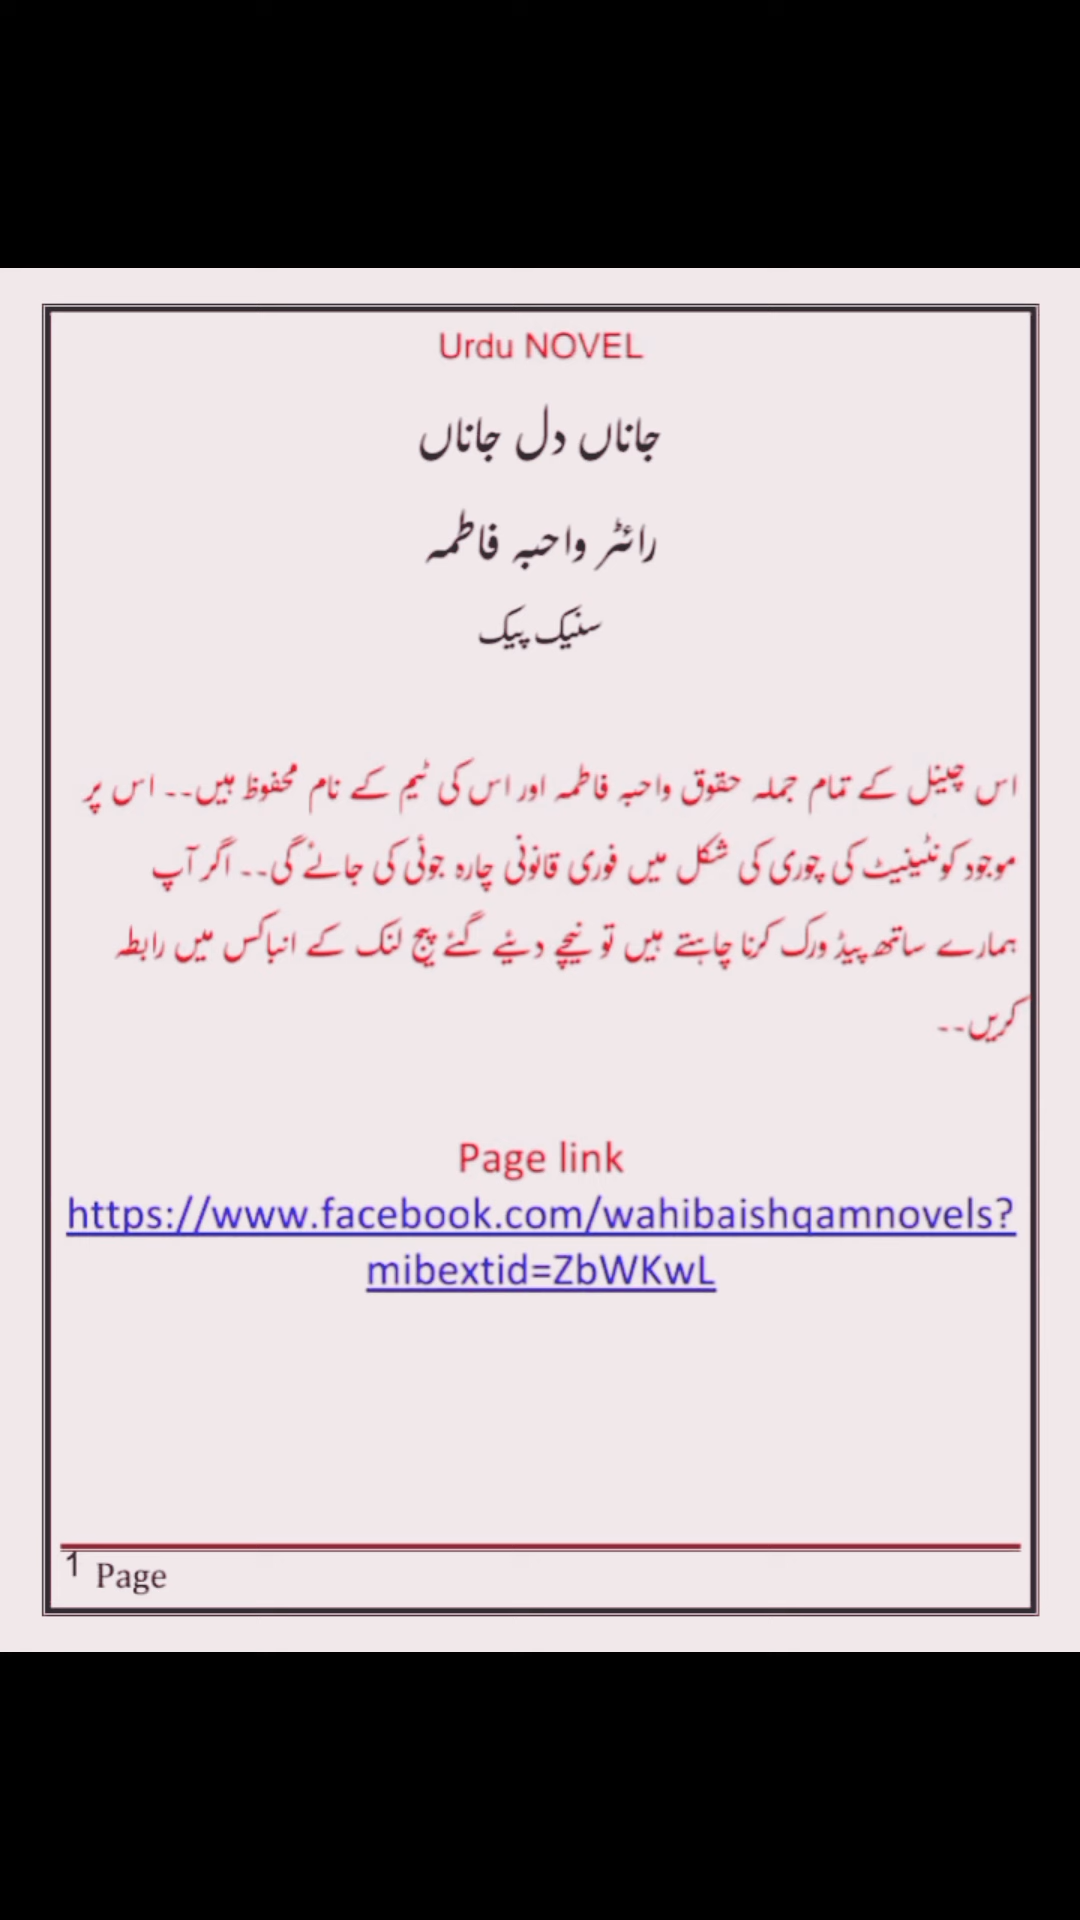 Urdu NOVEL
جاناں دل جاناں
رائٹر واحبہ فاطمہ
سنیک پیک
اس چینل کے تمام جملہ حقوق واحبہ فاطمہ اور اس کی ٹیم کے نام محفوظ ہیں۔۔ اس پر
موجود کونٹینیٹ کی چوری کی شکل میں فوری قانونی چارہ جوئی کی جائے گی۔۔ اگر آپ
ہمارے ساتھ پیڈ ورک کرنا چاہتے ہیں تو نیچے دیئے گئے پیج لنک کے انباکس میں رابطہ
کریں۔۔
Page link
https://www.facebook.com/wahibaishqamnovels?
mibextid=ZbWKwL
1 Page